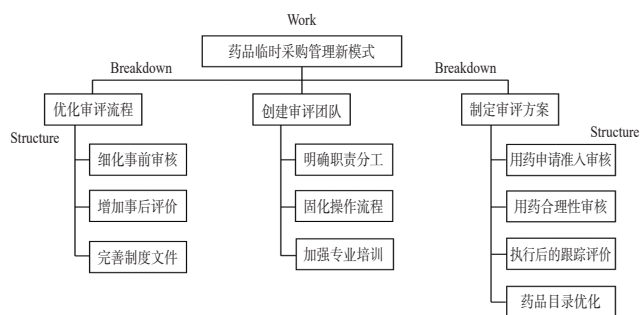 Work
药品临时采购管理新模式
Breakdown
Breakdown
优化审评流程
创建审评团队
制定审评方案
Structure
Structure
细化事前审核
明确职责分工
用药申请准入审核
增加事后评价
固化操作流程
用药合理性审核
完善制度文件
加强专业培训
执行后的跟踪评价
药品目录优化